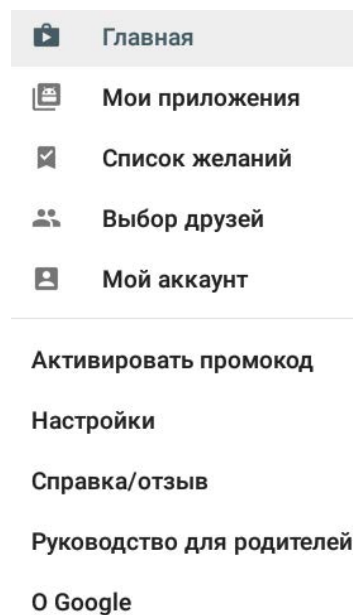 Главная
Мои приложения
Список желаний
Выбор друзей
Мой аккаунт
Активировать промокод
Настройки
Справка/отзыв
Руководство для родителей
О Google